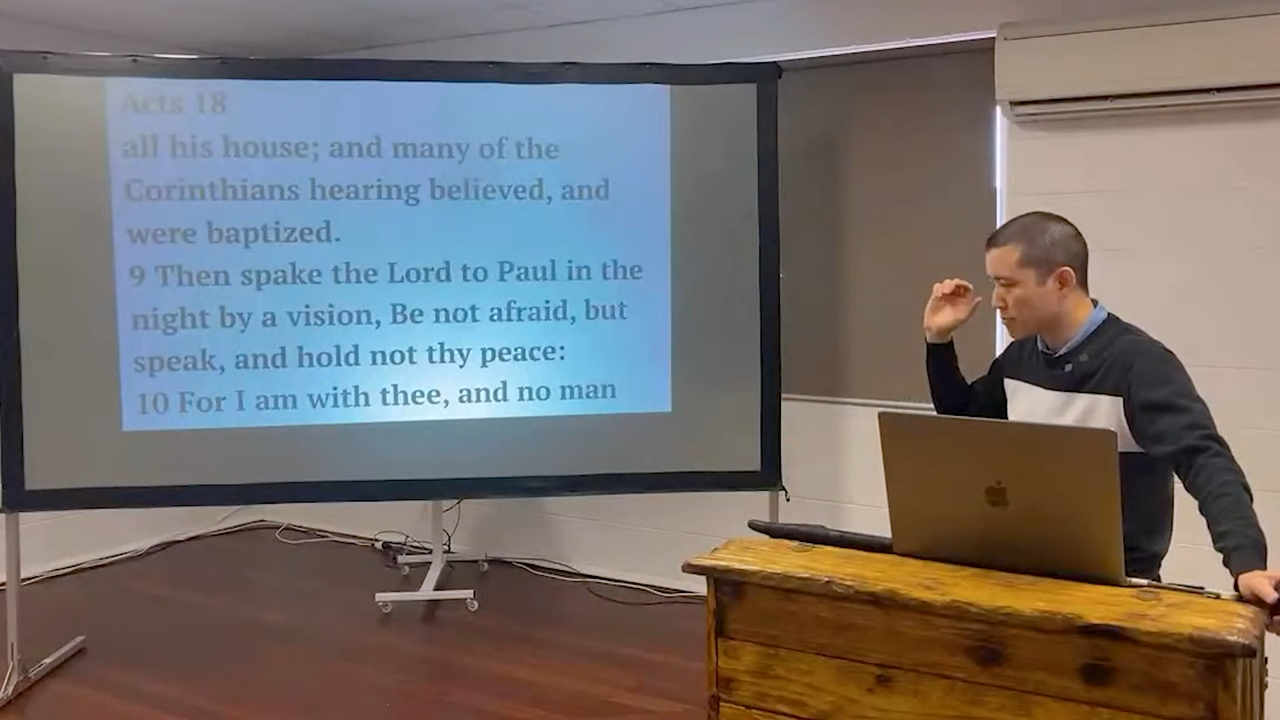 Acts 18
all his house; and many of the
Corinthians hearing believed, and
were baptized.
9 Then spake the Lord to Paul in the
night by a vision, Be not afraid, but
speak, and hold not thy peace:
10 For I am with thee, and no man